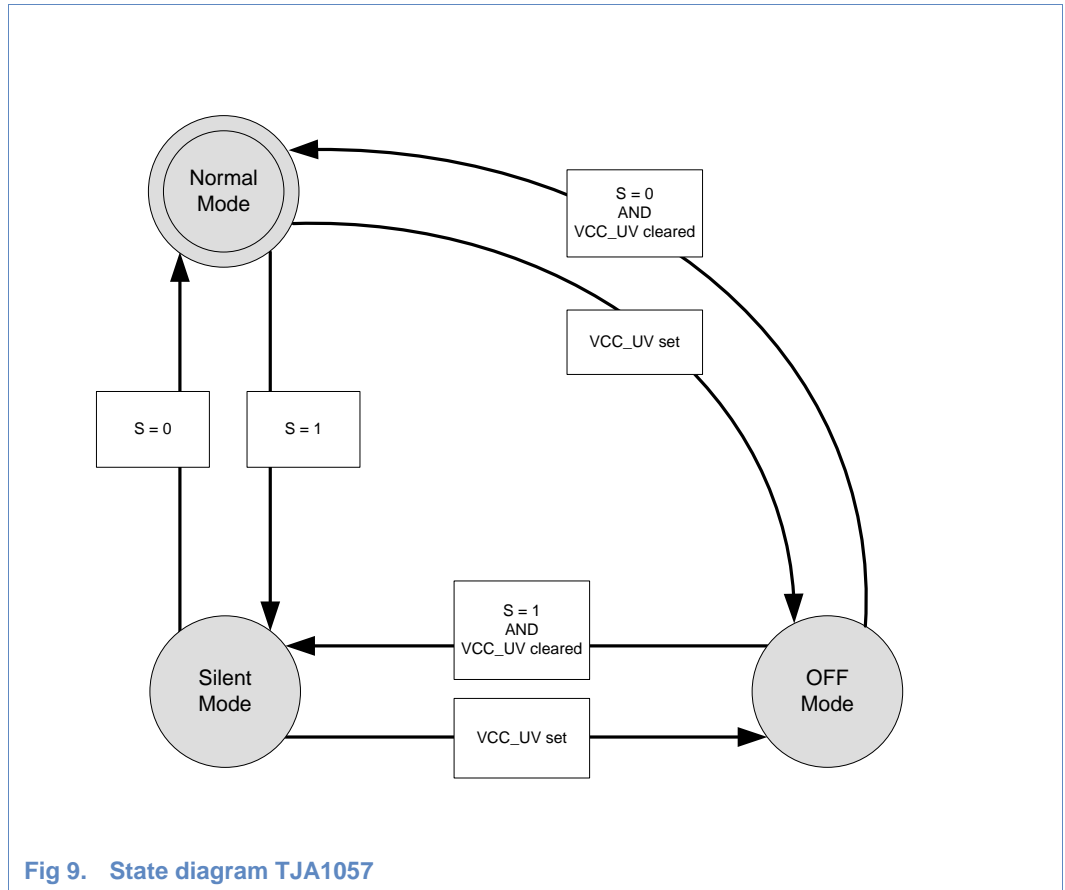 Normal
Mode
S = 0
AND
VCC_UV cleared
VCC_UV set
S = 0
S = 1
S = 1
AND
VCC_UV cleared
Silent
Mode
OFF
Mode
VCC_UV set
Fig 9. State diagram TJA1057